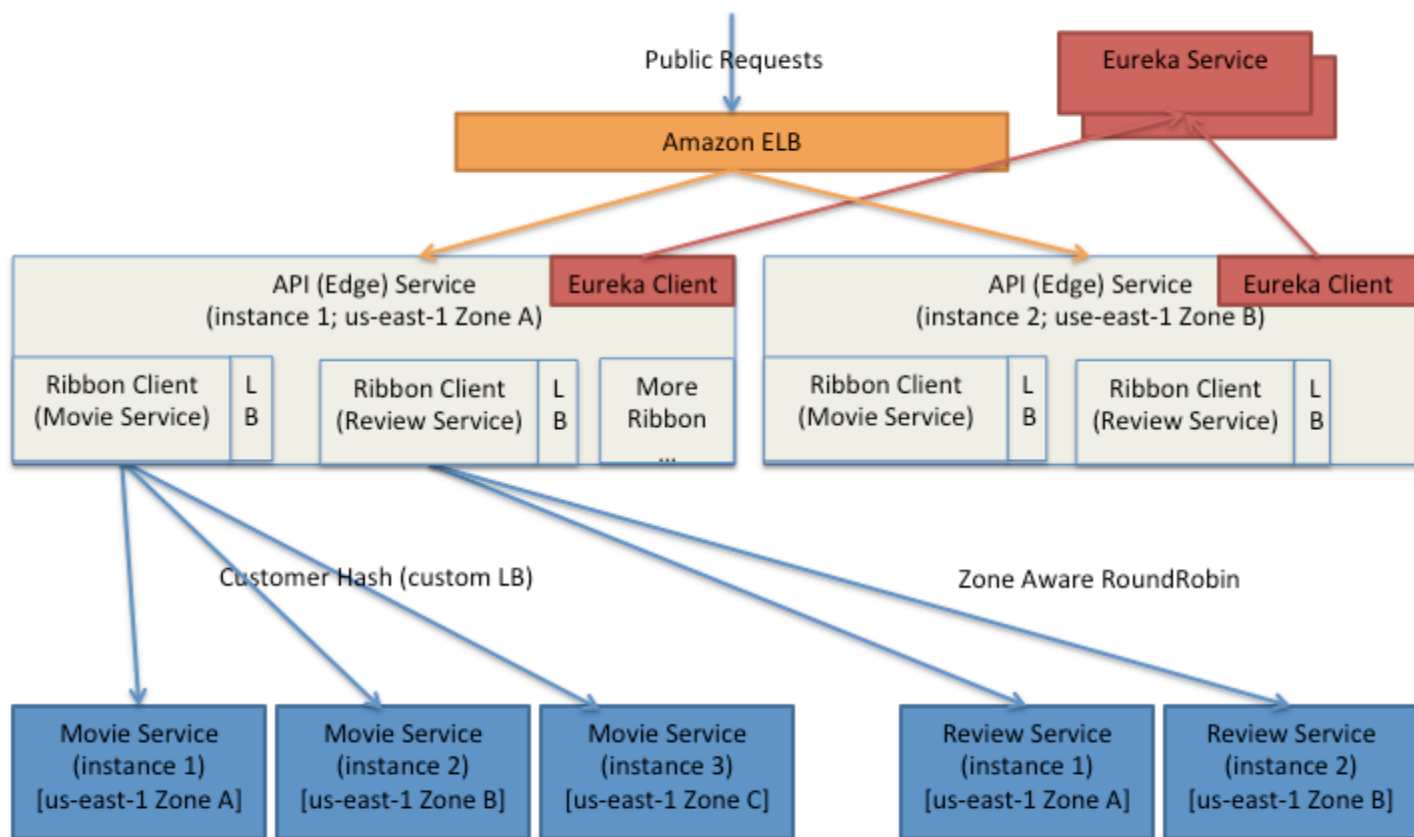 Public Requests
Eureka Service
Amazon ELB
API (Edge) Service
(instance 1; us-east-1 Zone A)
Eureka Client
Ribbon Client
(Movie Service)
L
B
Ribbon Client
(Review Service)
L
B
More
Ribbon
...
API (Edge) Service
(instance 2; use-east-1 Zone B)
Eureka Client
Ribbon Client
(Movie Service)
L
B
Ribbon Client
(Review Service)
L
B
Customer Hash (custom LB)
Zone Aware RoundRobin
Movie Service
(instance 1)
[us-east-1 Zone A]
Movie Service
(instance 2)
[us-east-1 Zone B]
Movie Service
(instance 3)
[us-east-1 Zone C]
Review Service
(instance 1)
[us-east-1 Zone A]
Review Service
(instance 2)
[us-east-1 Zone B]